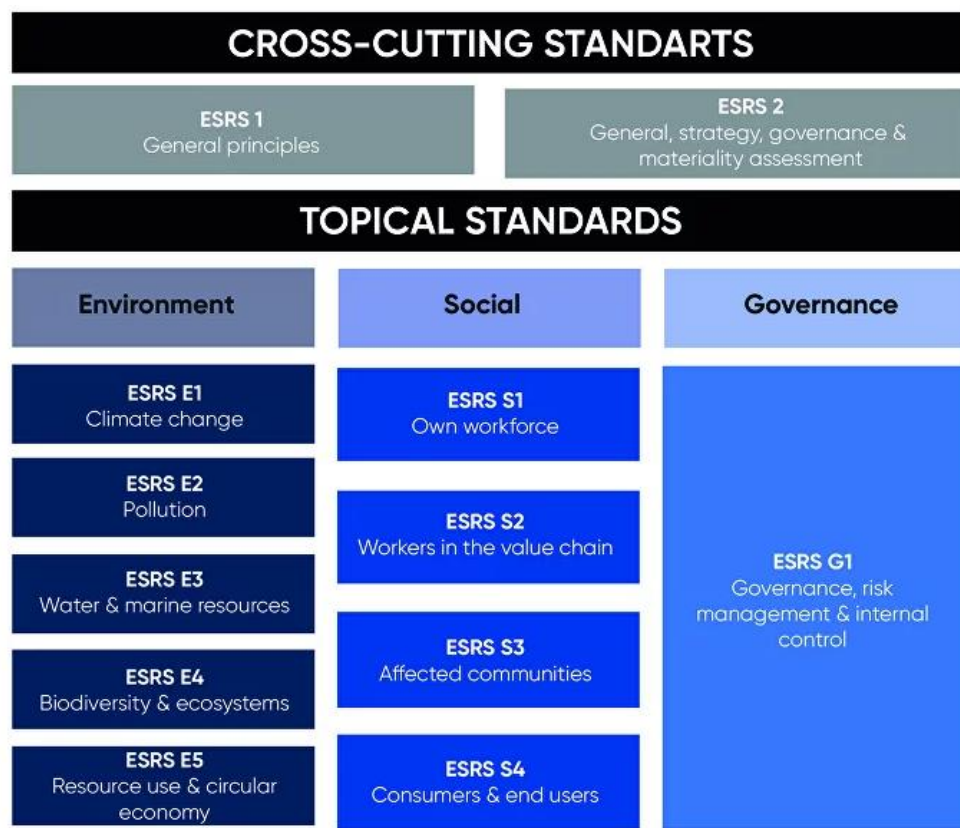 CROSS-CUTTING STANDARTS
ESRS 1
General principles
ESRS 2
General, strategy, governance &
materiality assessment
TOPICAL STANDARDS
Environment
Social
Governance
ESRS E1
Climate change
ESRS E2
Pollution
ESRS E3
Water & marine resources
ESRS E4
Biodiversity & ecosystems
ESRS E5
Resource use & circular
economy
ESRS S1
Own workforce
ESRS S2
Workers in the value chain
ESRS S3
Affected communities
ESRS S4
Consumers & end users
ESRS G1
Governance, risk
management & internal
control